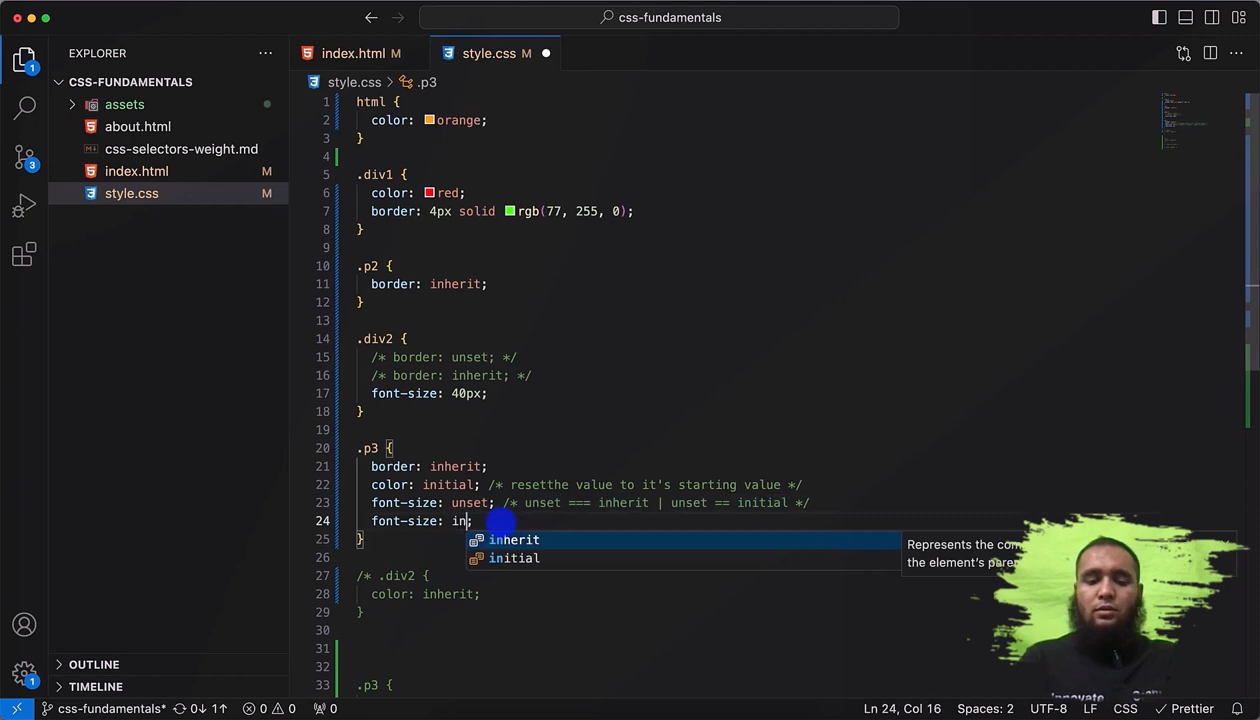 css-fundamentals
EXPLORER
index.html M
style.css M
CSS-FUNDAMENTALS
style.css > .p3
assets
about.html
css-selectors-weight.md
index.html M
style.css M
1
3
1
1 html {
2 color: orange;
3 }
4
5 .div1 {
6 color: red;
7 border: 4px solid rgb(77, 255, 0);
8 }
9
10 .p2 {
11 border: inherit;
12 }
13
14 .div2 {
15 /* border: unset; */
16 /* border: inherit; */
17 font-size: 40px;
18 }
19
20 .p3 {
21 border: inherit;
22 color: initial; /* resetthe value to it's starting value */
23 font-size: unset; /* unset === inherit | unset == initial */
24 font-size: in;
25 }
inherit
initial
Represents the com
the element's pare
26
27 /* .div2 {
28 color: inherit;
29 }
30
31
32
33 .p3 {
OUTLINE
TIMELINE
css-fundamentals* 0↓ 1↑ 0 0 0
Ln 24, Col 16 Spaces: 2 UTF-8 LF CSS Prettier